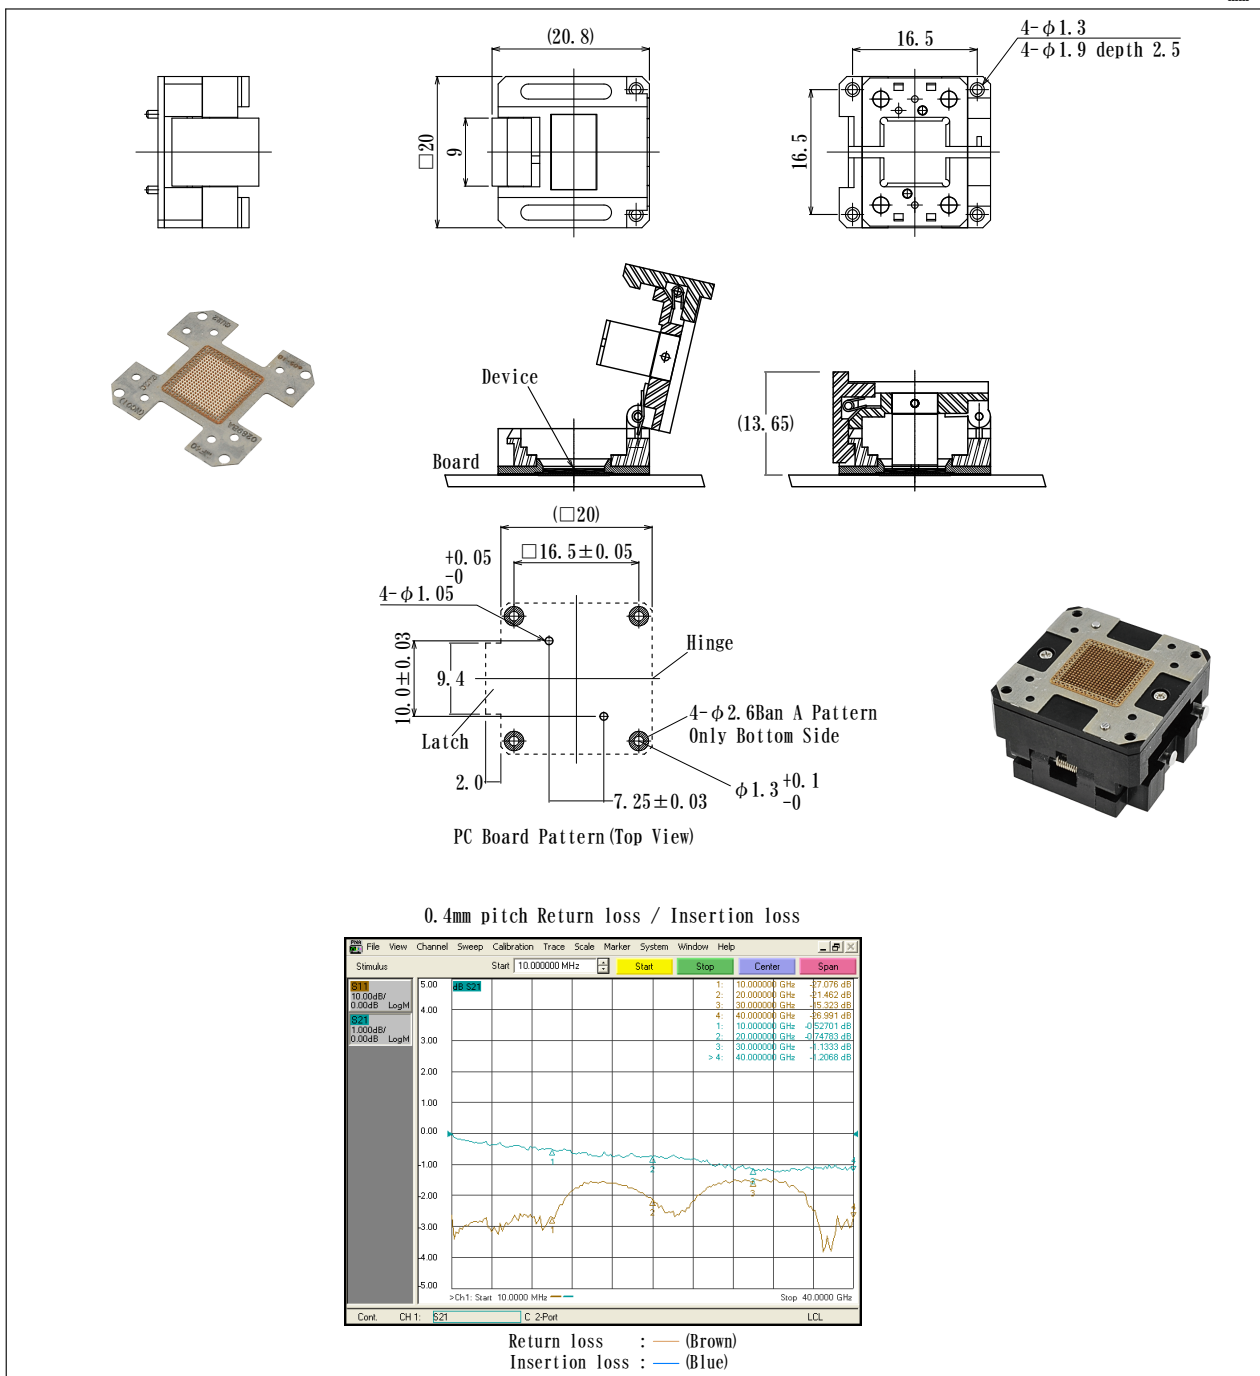 (20.8)
□20
9
16.5
16.5
4-φ1.3
4-φ1.9 depth 2.5
Device
Board
(13.65)
(□20)
□16.5±0.05
+0.05
-0
4-φ1.05
10.0±0.03
9.4
Hinge
Latch
4-φ2.6Ban A Pattern
Only Bottom Side
2.0
7.25±0.03
φ1.3 +0.1
-0
PC Board Pattern(Top View)
0.4mm pitch Return loss / Insertion loss
PNA File View Channel Sweep Calibration Trace Scale Marker System Window Help
Stimulus Start 10.000000 MHz Start Stop Center Span
S11
10.00dB/
0.00dB LogM
S21
1.000dB/
0.00dB LogM
dB S21
5.00
4.00
3.00
2.00
1.00
0.00
-1.00
-2.00
-3.00
-4.00
-5.00
1: 10.000000 GHz -27.076 dB
2: 20.000000 GHz -21.462 dB
3: 30.000000 GHz -15.323 dB
4: 40.000000 GHz -26.991 dB
1: 10.000000 GHz -0.52701 dB
2: 20.000000 GHz -0.74783 dB
3: 30.000000 GHz -1.1333 dB
> 4: 40.000000 GHz -1.2068 dB
1
2
4
1
2
3
>Ch1: Start 10.0000 MHz
Stop 40.0000 GHz
Cont. CH 1: S21 C 2-Port LCL
Return loss : (Brown)
Insertion loss : (Blue)